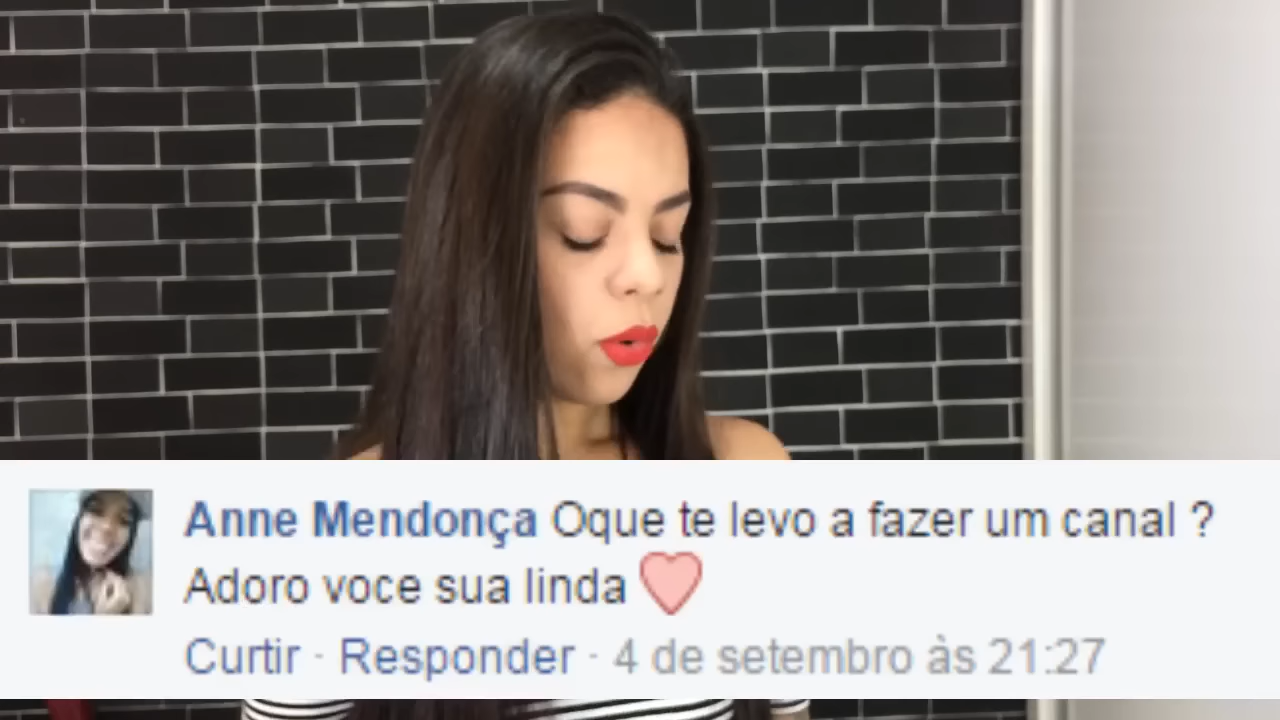 Anne Mendonça Oque te levo a fazer um canal ?
Adoro voce sua linda
Curtir · Responder · 4 de setembro às 21:27